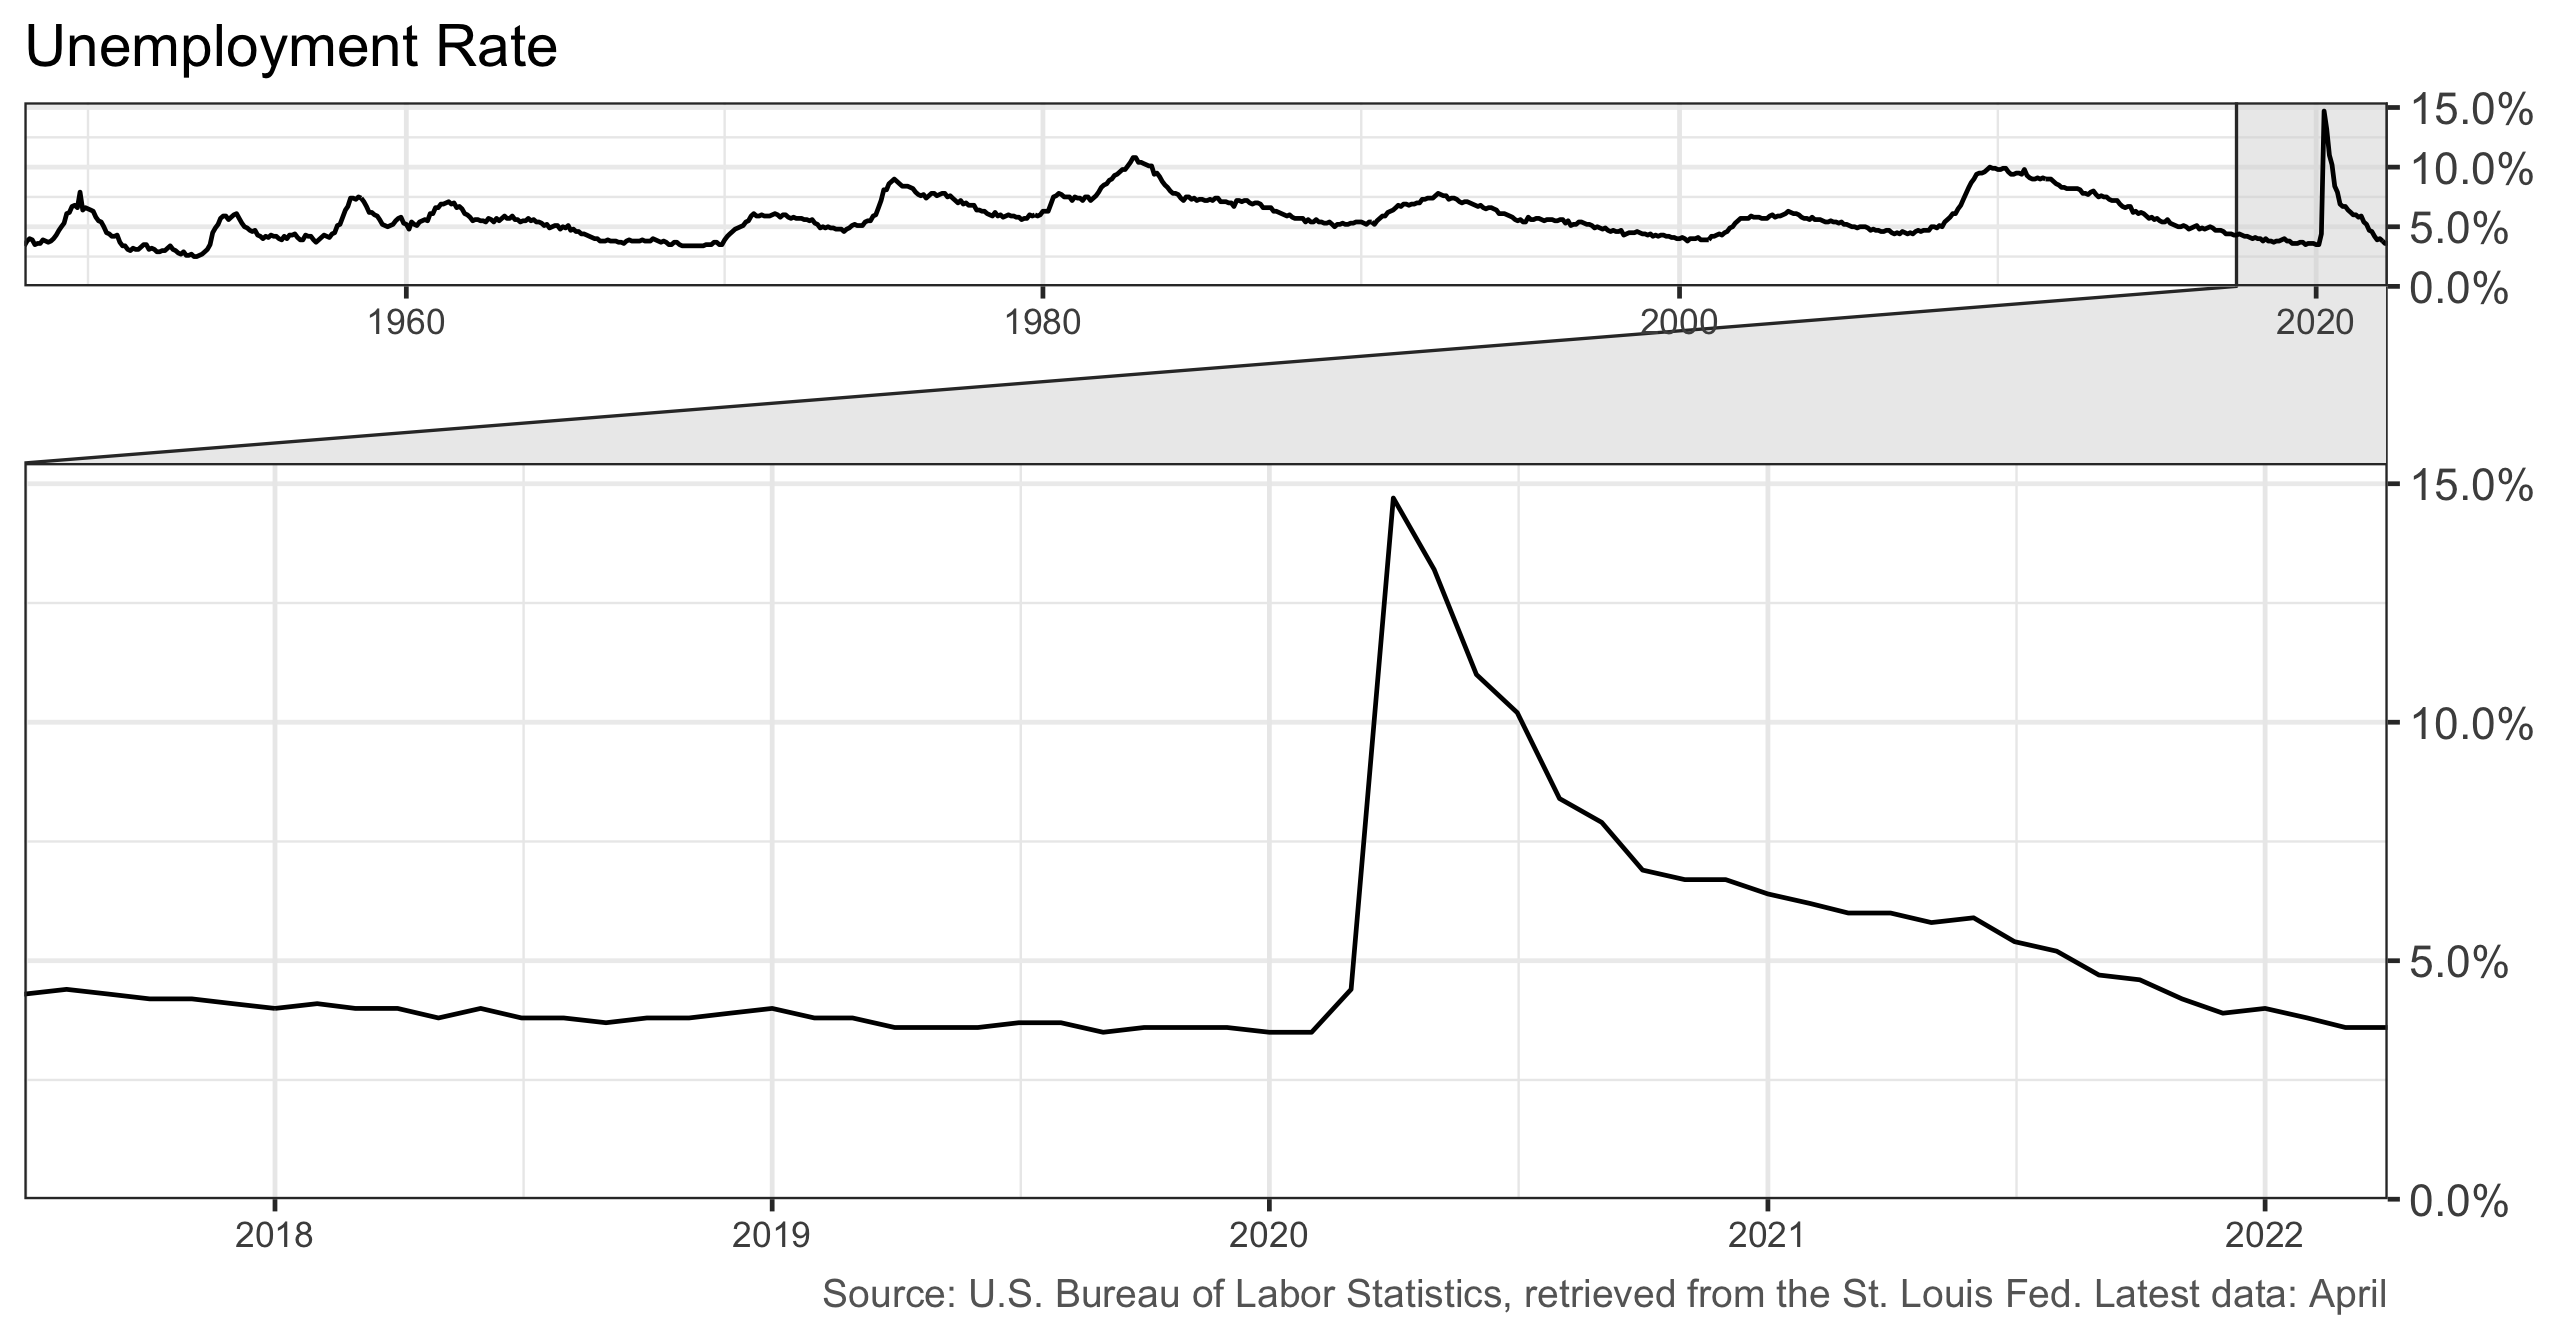 Unemployment Rate
15.0%
10.0%
5.0%
0.0%
1960 1980 2000 2020
15.0%
10.0%
5.0%
0.0%
2018 2019 2020 2021 2022
Source: U.S. Bureau of Labor Statistics, retrieved from the St. Louis Fed. Latest data: April